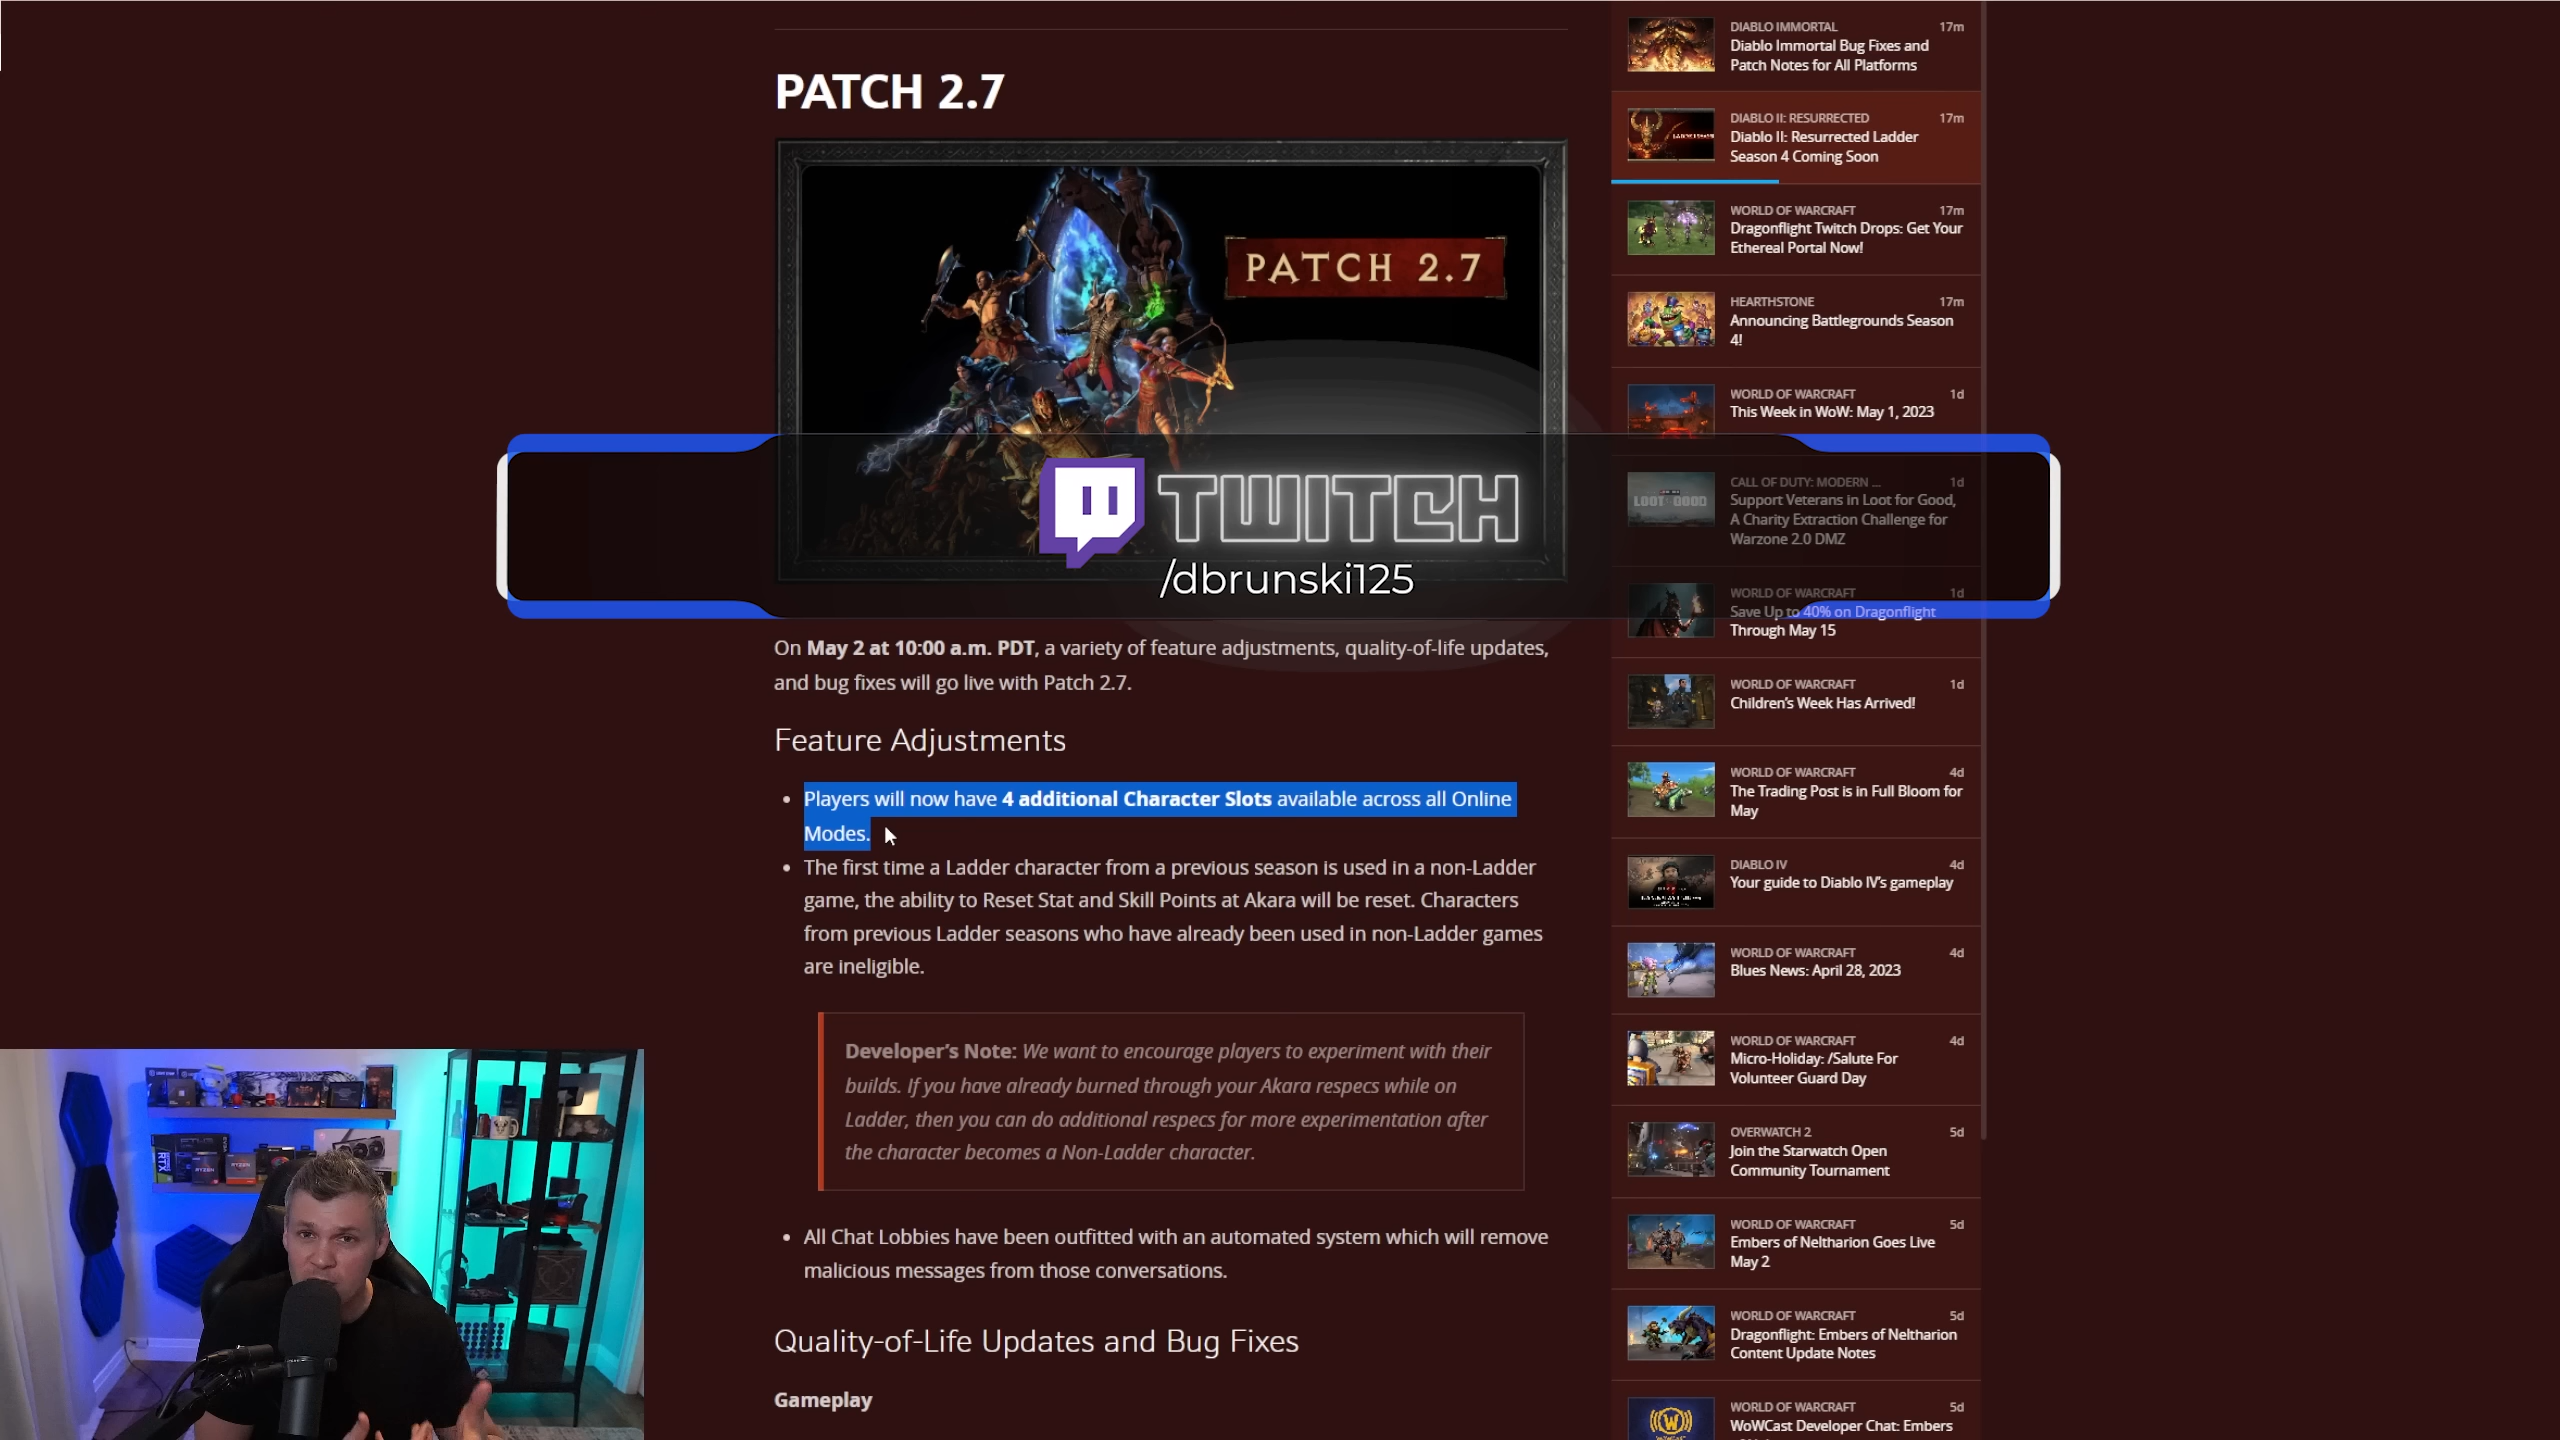 PATCH 2.7
PATCH 2.7
TWITCH
/dbrunski125
On May 2 at 10:00 a.m. PDT, a variety of feature adjustments, quality-of-life updates,
and bug fixes will go live with Patch 2.7.
Feature Adjustments
• Players will now have 4 additional Character Slots available across all Online
Modes.
• The first time a Ladder character from a previous season is used in a non-Ladder
game, the ability to Reset Stat and Skill Points at Akara will be reset. Characters
from previous Ladder seasons who have already been used in non-Ladder games
are ineligible.
Developer's Note: We want to encourage players to experiment with their
builds. If you have already burned through your Akara respecs while on
Ladder, then you can do additional respecs for more experimentation after
the character becomes a Non-Ladder character.
• All Chat Lobbies have been outfitted with an automated system which will remove
malicious messages from those conversations.
Quality-of-Life Updates and Bug Fixes
Gameplay
DIABLO IMMORTAL 17m
Diablo Immortal Bug Fixes and
Patch Notes for All Platforms
DIABLO II: RESURRECTED 17m
Diablo II: Resurrected Ladder
Season 4 Coming Soon
WORLD OF WARCRAFT 17m
Dragonflight Twitch Drops: Get Your
Ethereal Portal Now!
HEARTHSTONE 17m
Announcing Battlegrounds Season
4!
WORLD OF WARCRAFT 1d
This Week in WoW: May 1, 2023
LOOT GOOD
CALL OF DUTY: MODERN ... 1d
Support Veterans in Loot for Good,
A Charity Extraction Challenge for
Warzone 2.0 DMZ
WORLD OF WARCRAFT 1d
Save Up to 40% on Dragonflight
Through May 15
WORLD OF WARCRAFT 1d
Children's Week Has Arrived!
WORLD OF WARCRAFT 4d
The Trading Post is in Full Bloom for
May
DIABLO IV 4d
Your guide to Diablo IV's gameplay
WORLD OF WARCRAFT 4d
Blues News: April 28, 2023
WORLD OF WARCRAFT 4d
Micro-Holiday: /Salute For
Volunteer Guard Day
OVERWATCH 2 5d
Join the Starwatch Open
Community Tournament
WORLD OF WARCRAFT 5d
Embers of Neltharion Goes Live
May 2
WORLD OF WARCRAFT 5d
Dragonflight: Embers of Neltharion
Content Update Notes
WORLD OF WARCRAFT 5d
WoWCast Developer Chat: Embers
RTX
RYZEN
RYZEN